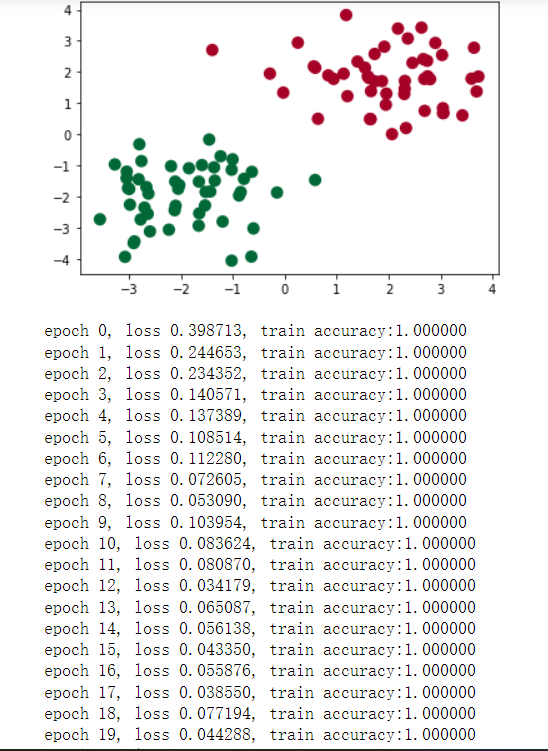 4
3
2
1
0
−1
−2
−3
−4
−3 −2 −1 0 1 2 3 4
epoch 0, loss 0.398713, train accuracy:1.000000
epoch 1, loss 0.244653, train accuracy:1.000000
epoch 2, loss 0.234352, train accuracy:1.000000
epoch 3, loss 0.140571, train accuracy:1.000000
epoch 4, loss 0.137389, train accuracy:1.000000
epoch 5, loss 0.108514, train accuracy:1.000000
epoch 6, loss 0.112280, train accuracy:1.000000
epoch 7, loss 0.072605, train accuracy:1.000000
epoch 8, loss 0.053090, train accuracy:1.000000
epoch 9, loss 0.103954, train accuracy:1.000000
epoch 10, loss 0.083624, train accuracy:1.000000
epoch 11, loss 0.080870, train accuracy:1.000000
epoch 12, loss 0.034179, train accuracy:1.000000
epoch 13, loss 0.065087, train accuracy:1.000000
epoch 14, loss 0.056138, train accuracy:1.000000
epoch 15, loss 0.043350, train accuracy:1.000000
epoch 16, loss 0.055876, train accuracy:1.000000
epoch 17, loss 0.038550, train accuracy:1.000000
epoch 18, loss 0.077194, train accuracy:1.000000
epoch 19, loss 0.044288, train accuracy:1.000000